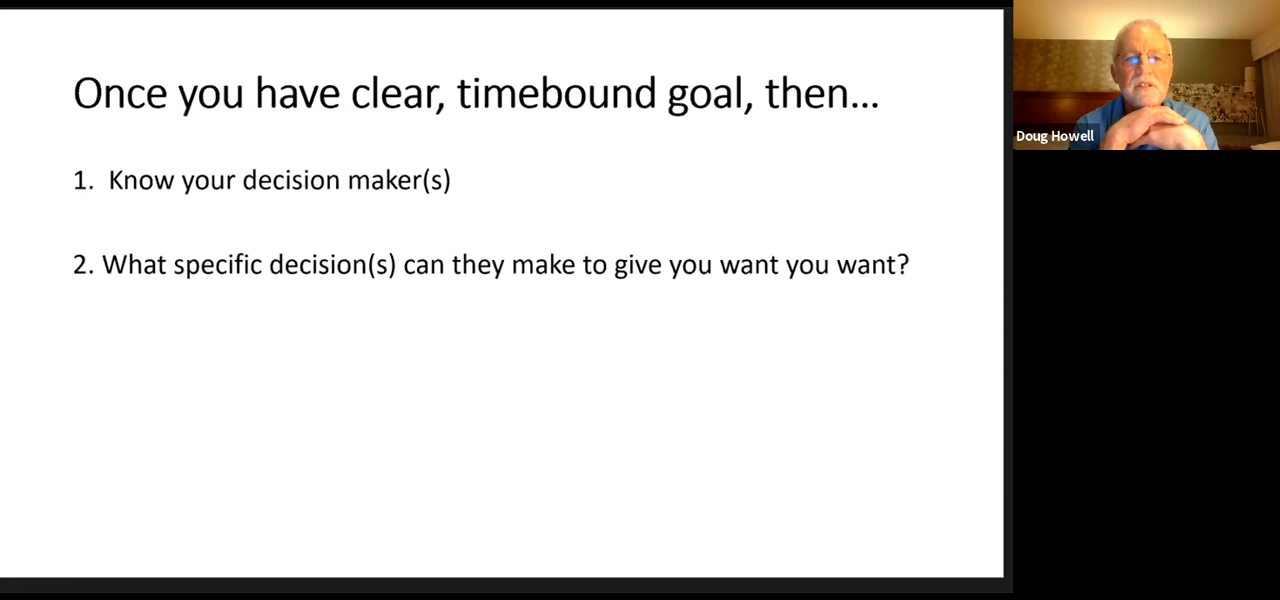 Once you have clear, timebound goal, then...
1. Know your decision maker(s)
2. What specific decision(s) can they make to give you want you want?
Doug Howell